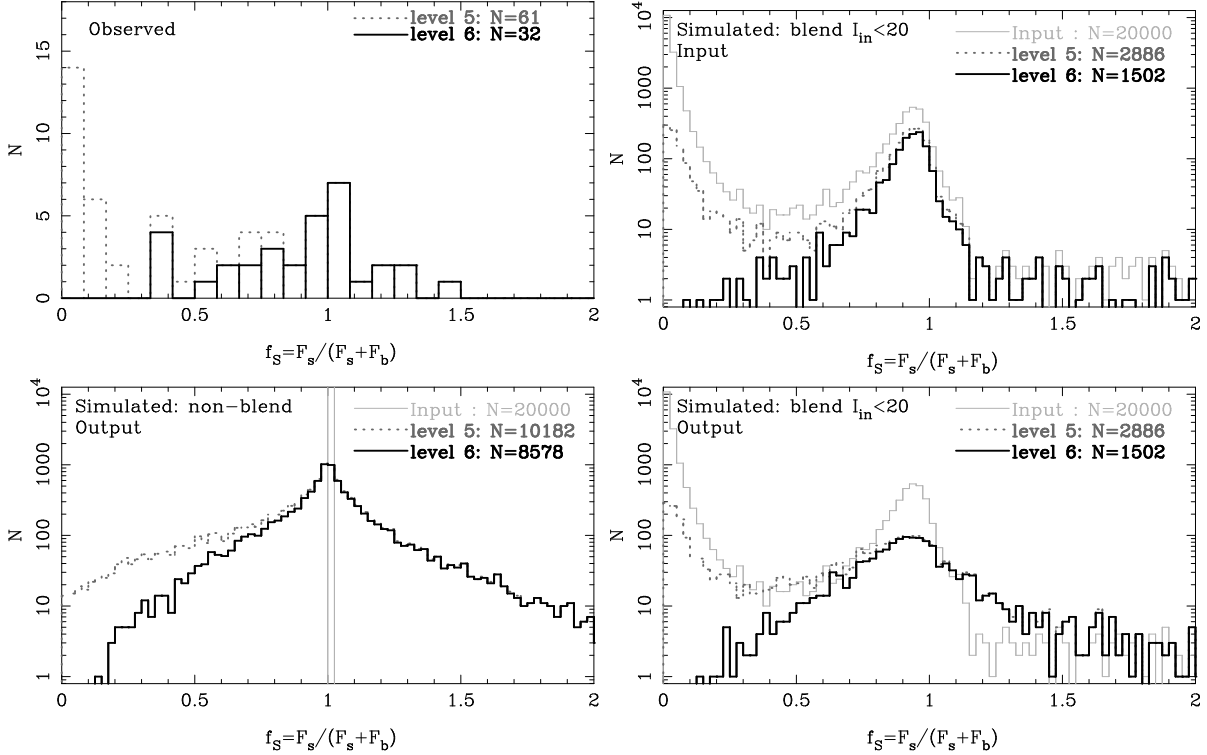 Observed
level 5: N=61
level 6: N=32
N
0
5
10
15
0
0.5
1
1.5
2
f_S=F_s/(F_s+F_b)
Simulated: blend I_in<20
Input
Input : N=20000
level 5: N=2886
level 6: N=1502
N
1
10
100
1000
10^4
0
0.5
1
1.5
2
f_S=F_s/(F_s+F_b)
Simulated: non-blend
Output
Input : N=20000
level 5: N=10182
level 6: N=8578
N
1
10
100
1000
10^4
0
0.5
1
1.5
2
f_S=F_s/(F_s+F_b)
Simulated: blend I_in<20
Output
Input : N=20000
level 5: N=2886
level 6: N=1502
N
1
10
100
1000
10^4
0
0.5
1
1.5
2
f_S=F_s/(F_s+F_b)